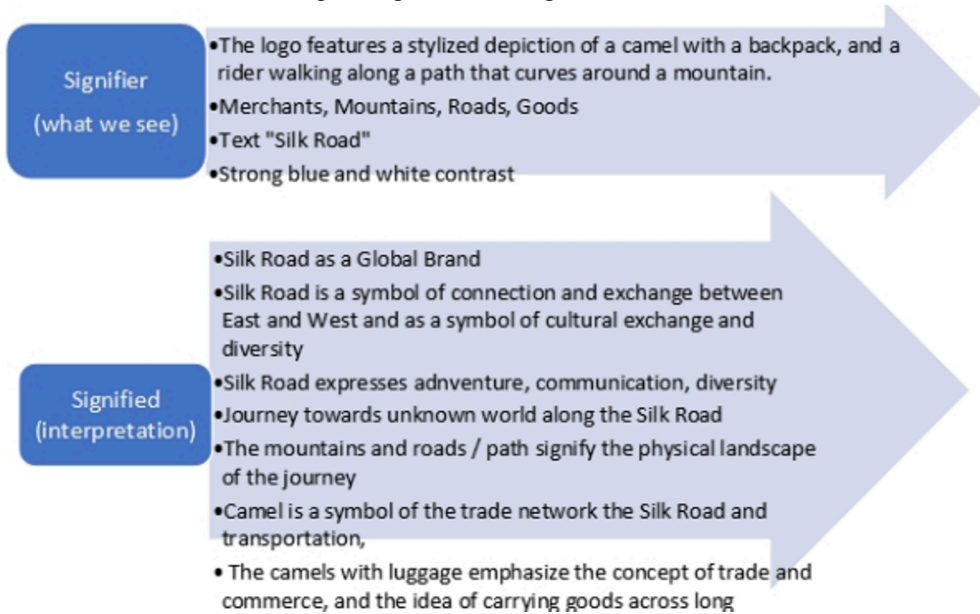 Signifier
(what we see)
•The logo features a stylized depiction of a camel with a backpack, and a
rider walking along a path that curves around a mountain.
•Merchants, Mountains, Roads, Goods
•Text "Silk Road"
•Strong blue and white contrast
Signified
(interpretation)
•Silk Road as a Global Brand
•Silk Road is a symbol of connection and exchange between
East and West and as a symbol of cultural exchange and
diversity
•Silk Road expresses adnventure, communication, diversity
•Journey towards unknown world along the Silk Road
•The mountains and roads / path signify the physical landscape
of the journey
•Camel is a symbol of the trade network the Silk Road and
transportation,
• The camels with luggage emphasize the concept of trade and
commerce, and the idea of carrying goods across long